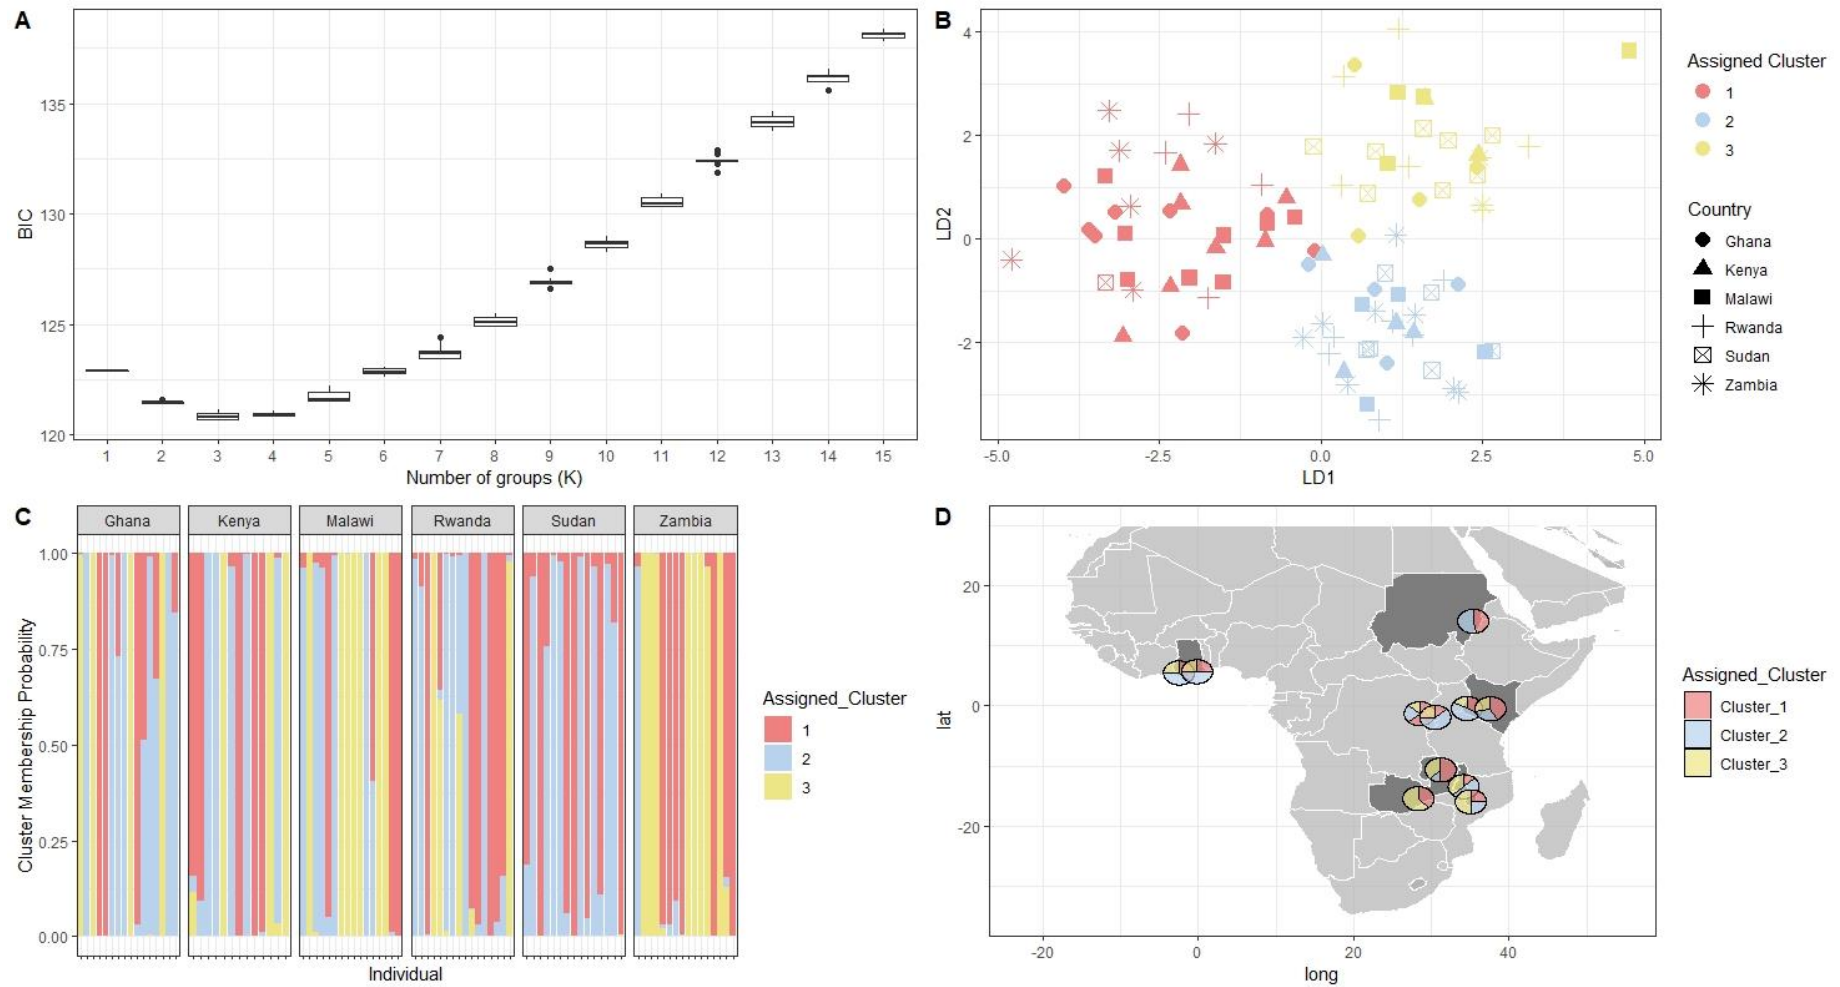 A
BIC
135
130
125
120
1 2 3 4 5 6 7 8 9 10 11 12 13 14 15
Number of groups (K)
B
LD2
4
2
0
-2
-5.0 -2.5 0.0 2.5 5.0
LD1
Assigned Cluster
1
2
3
Country
Ghana
Kenya
Malawi
Rwanda
Sudan
Zambia
C
Ghana Kenya Malawi Rwanda Sudan Zambia
Cluster Membership Probability
1.00
0.75
0.50
0.25
0.00
Individual
Assigned_Cluster
1
2
3
D
lat
20
0
-20
-20 0 20 40
long
Assigned_Cluster
Cluster_1
Cluster_2
Cluster_3